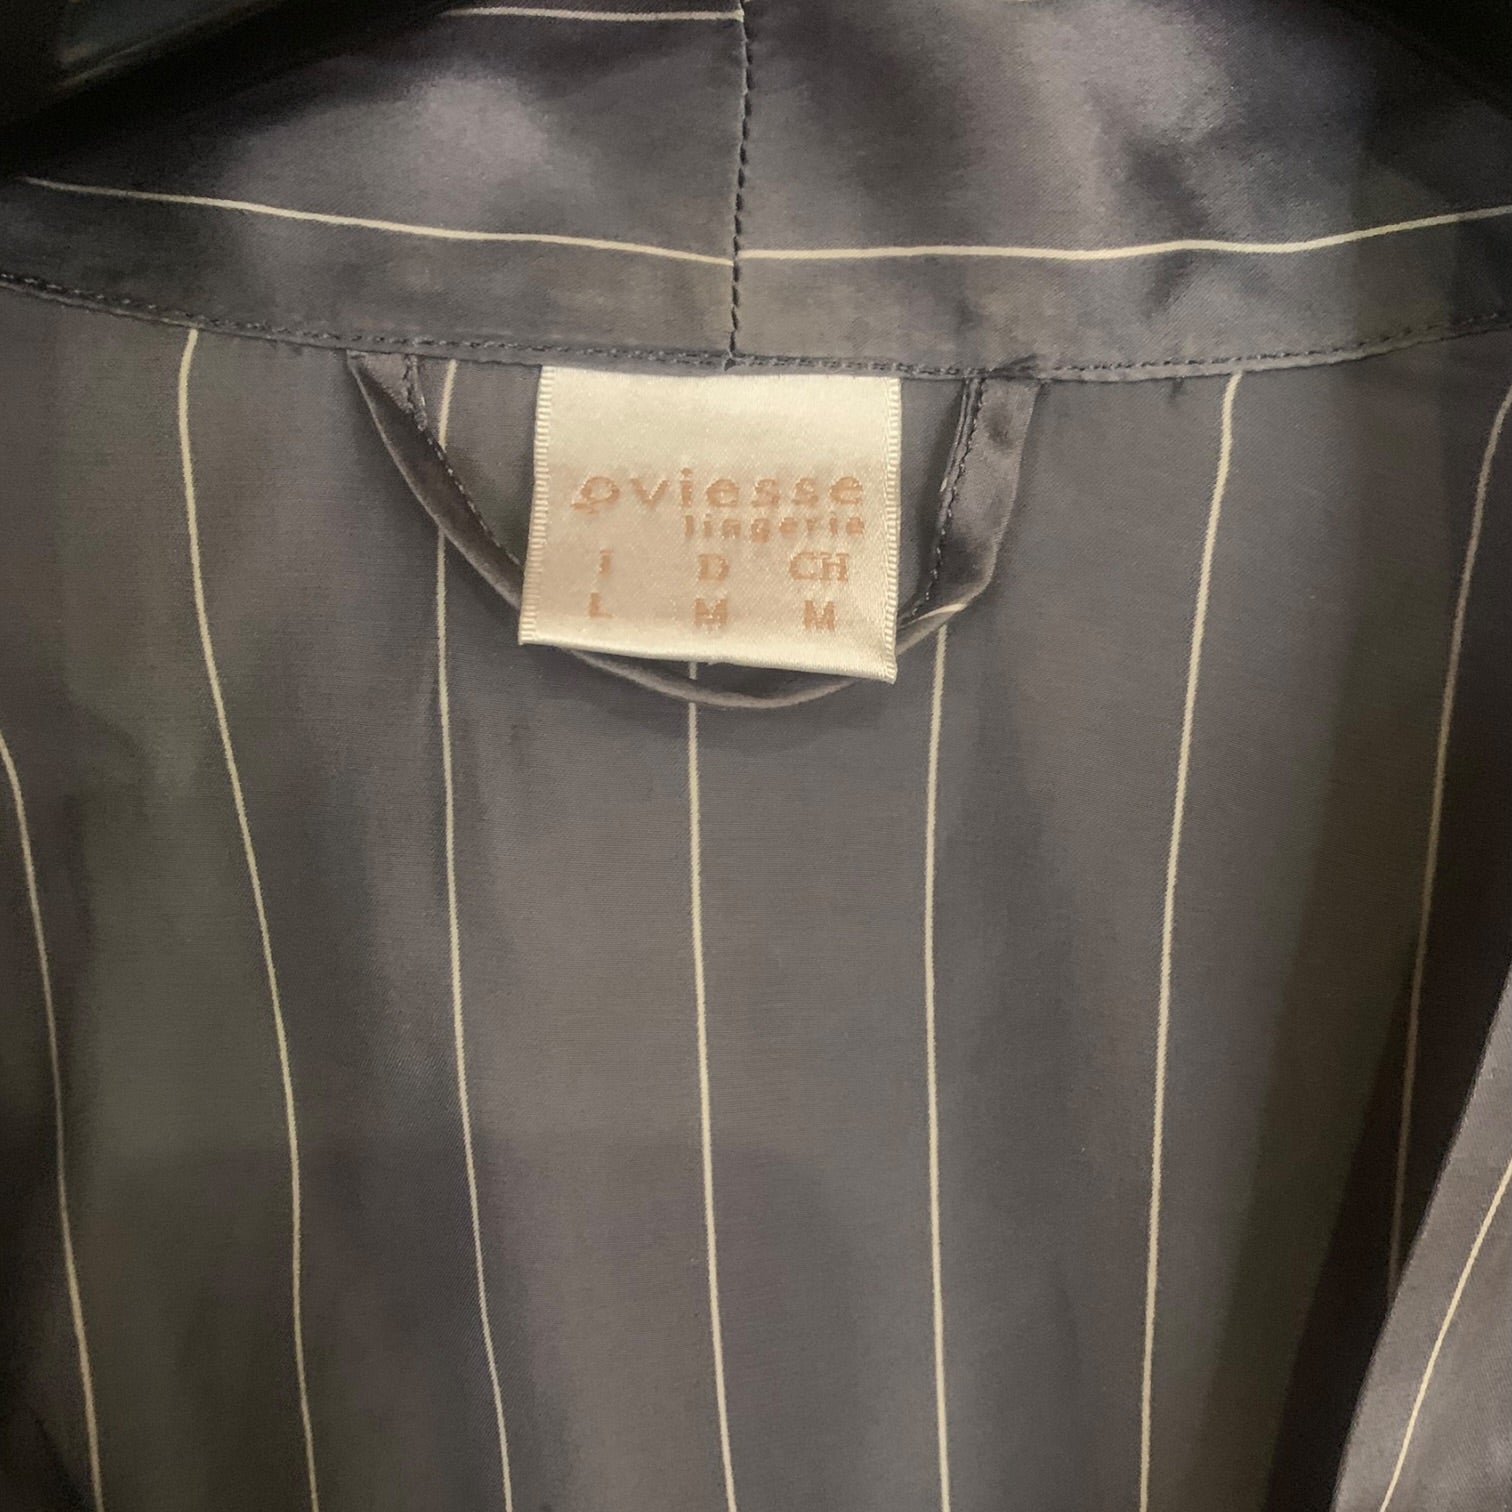 oviesse
lingerie
I D CH
L M M